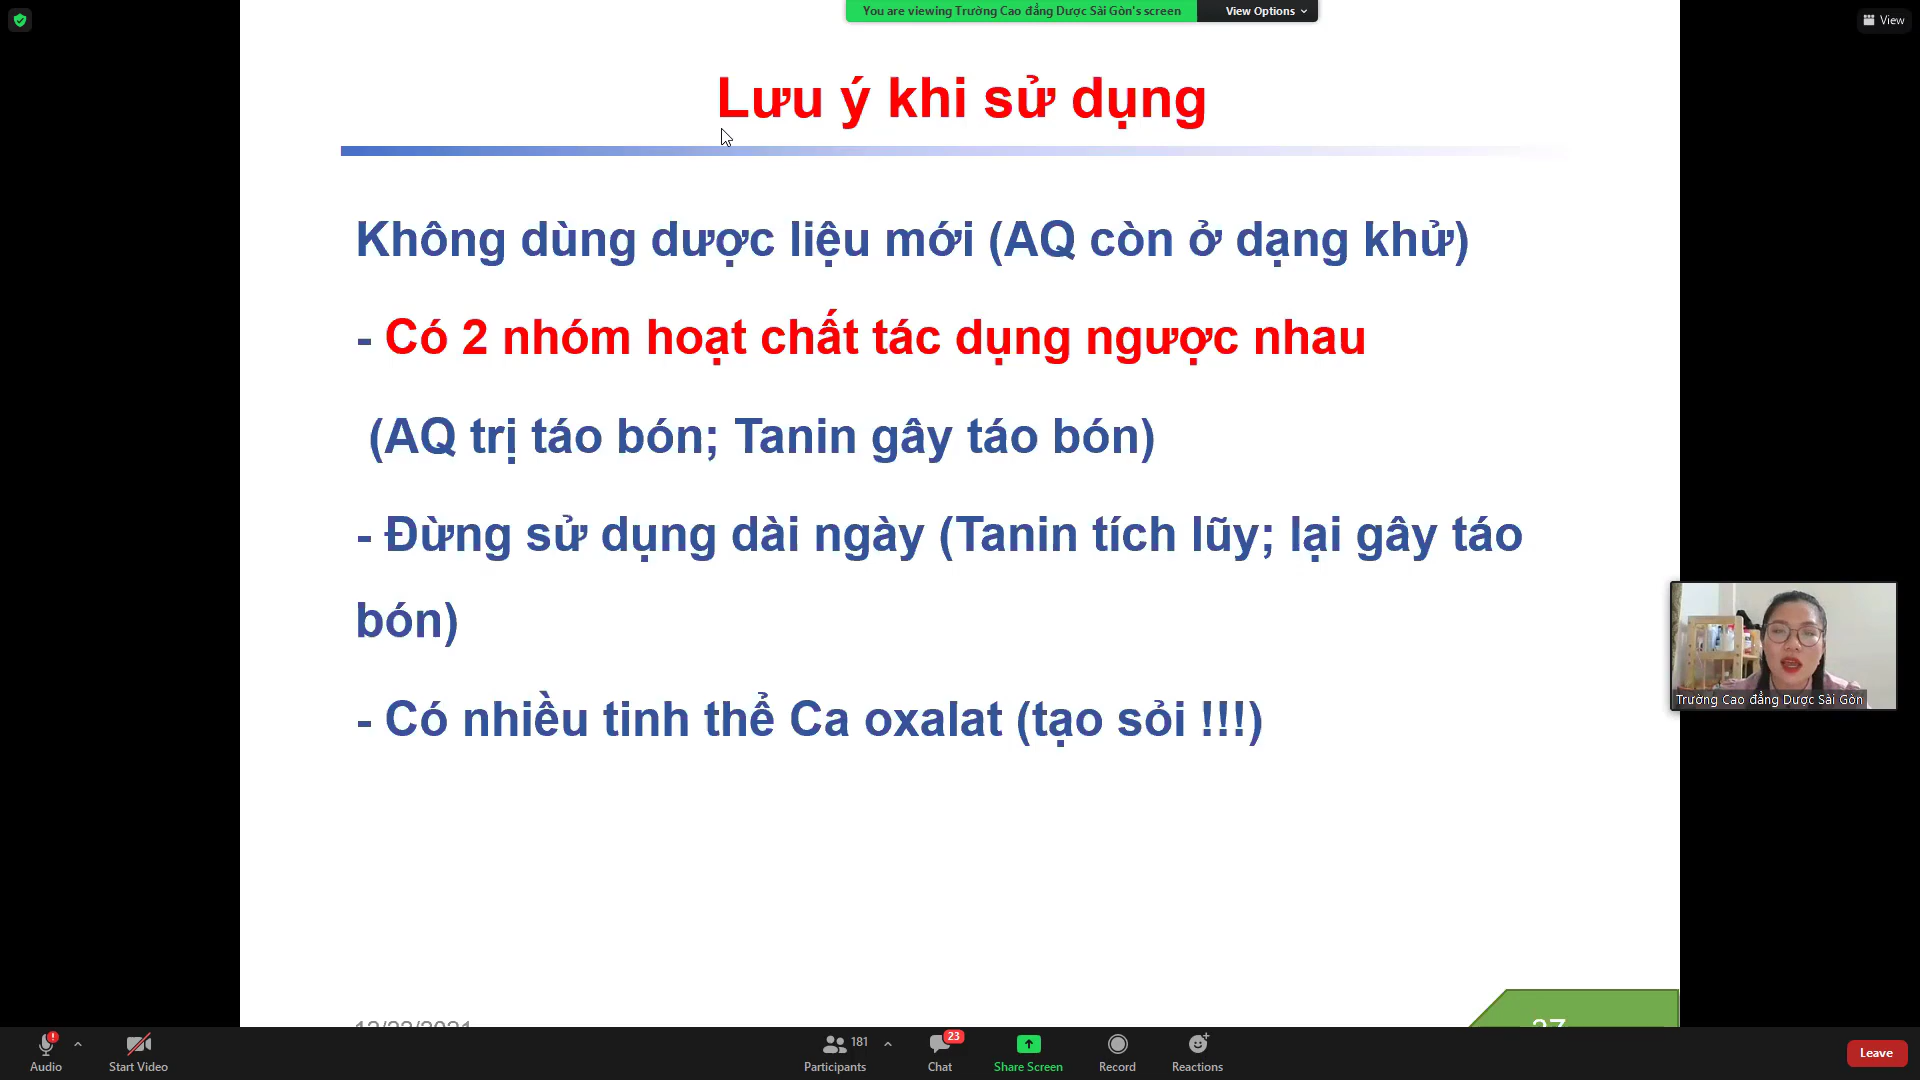 You are viewing Trường Cao đẳng Dược Sài Gòn's screen
View Options
View
Lưu ý khi sử dụng
Không dùng dược liệu mới (AQ còn ở dạng khử)
- Có 2 nhóm hoạt chất tác dụng ngược nhau
(AQ trị táo bón; Tanin gây táo bón)
- Đừng sử dụng dài ngày (Tanin tích lũy; lại gây táo
bón)
- Có nhiều tinh thể Ca oxalat (tạo sỏi !!!)
Trường Cao đẳng Dược Sài Gòn
Audio
Start Video
181
Participants
23
Chat
Share Screen
Record
Reactions
Leave